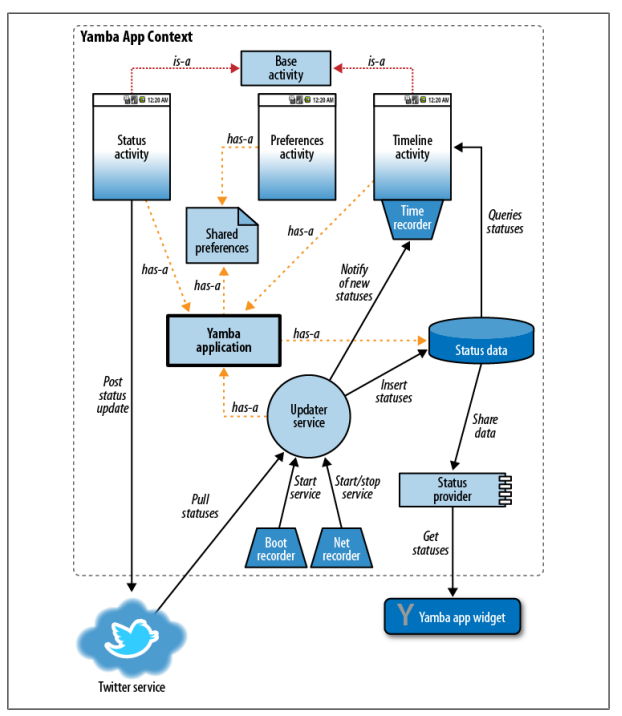 Yamba App Context
is-a
Base
activity
is-a
12:20 AM
12:20 AM
12:20 AM
Status
activity
has-a
Preferences
activity
Timeline
activity
Time
recorder
Queries
statuses
Shared
preferences
has-a
has-a
has-a
Notify
of new
statuses
Yamba
application
has-a
Status data
Post
status
update
has-a
Updater
service
Insert
statuses
Share
data
Pull
statuses
Start
service
Start/stop
service
Status
provider
Boot
recorder
Net
recorder
Get
statuses
Y Yamba app widget
Twitter service